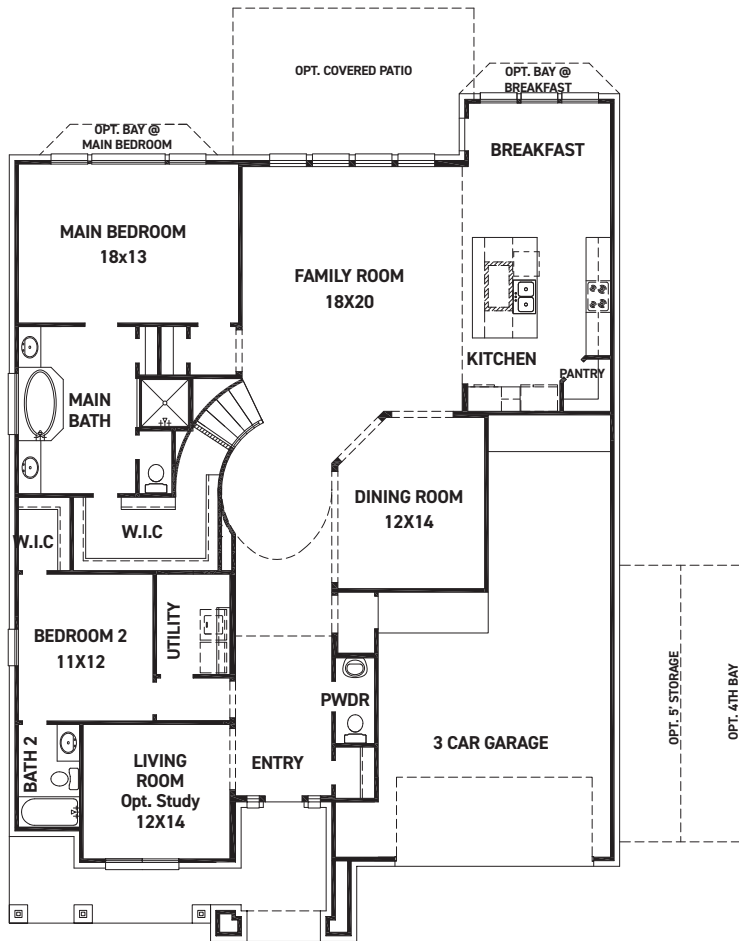 OPT. COVERED PATIO
OPT. BAY @
BREAKFAST
OPT. BAY @
MAIN BEDROOM
BREAKFAST
MAIN BEDROOM
18x13
FAMILY ROOM
18X20
KITCHEN
PANTRY
MAIN
BATH
DINING ROOM
12X14
W.I.C
W.I.C
BEDROOM 2
11X12
UTILITY
PWDR
3 CAR GARAGE
OPT. 5' STORAGE
OPT. 4TH BAY
BATH 2
LIVING
ROOM
Opt. Study
12X14
ENTRY